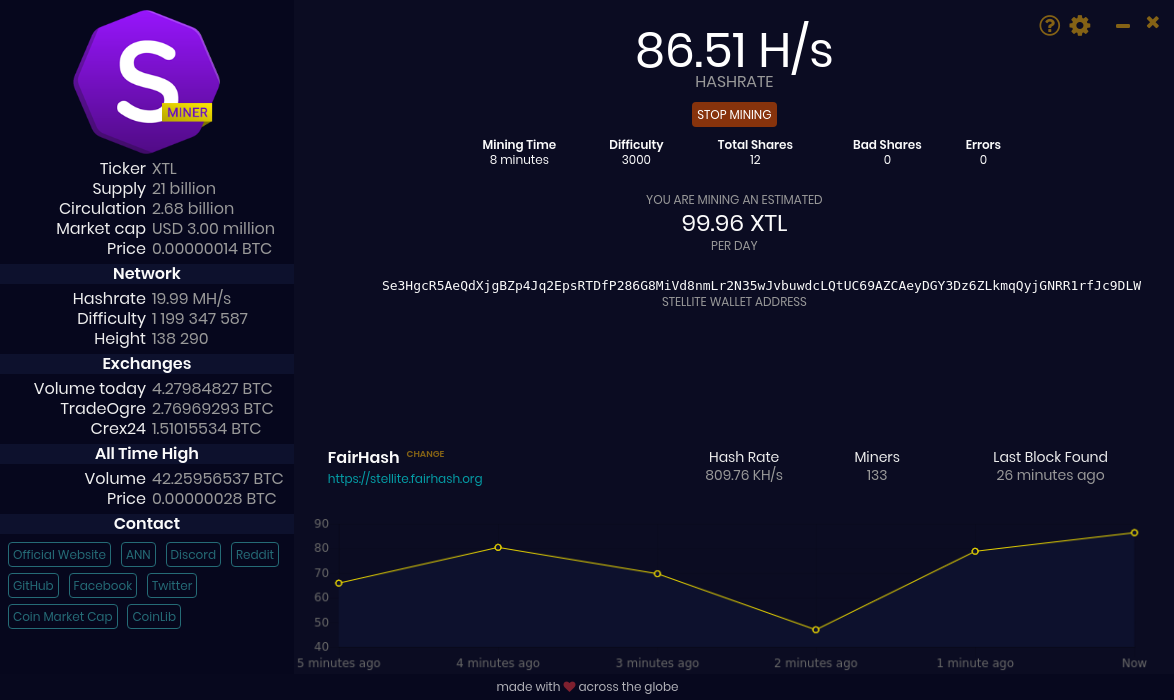 S
MINER
Ticker XTL
Supply 21 billion
Circulation 2.68 billion
Market cap USD 3.00 million
Price 0.00000014 BTC
Network
Hashrate 19.99 MH/s
Difficulty 1 199 347 587
Height 138 290
Exchanges
Volume today 4.27984827 BTC
TradeOgre 2.76969293 BTC
Crex24 1.51015534 BTC
All Time High
Volume 42.25956537 BTC
Price 0.00000028 BTC
Contact
Official Website ANN Discord Reddit
GitHub Facebook Twitter
Coin Market Cap CoinLib
?
86.51 H/s
HASHRATE
STOP MINING
Mining Time Difficulty Total Shares Bad Shares Errors
8 minutes 3000 12 0 0
YOU ARE MINING AN ESTIMATED
99.96 XTL
PER DAY
Se3HgcR5AeQdXjgBZp4Jq2EpsRTDfP286G8MiVd8nmLr2N35wJvbuwdcLQtUC69AZCAeyDGY3Dz6ZLkmqQyjGNRR1rfJc9DLW
STELLITE WALLET ADDRESS
FairHash CHANGE Hash Rate Miners Last Block Found
https://stellite.fairhash.org 809.76 KH/s 133 26 minutes ago
90
80
70
60
50
40
5 minutes ago 4 minutes ago 3 minutes ago 2 minutes ago 1 minute ago Now
made with ❤ across the globe